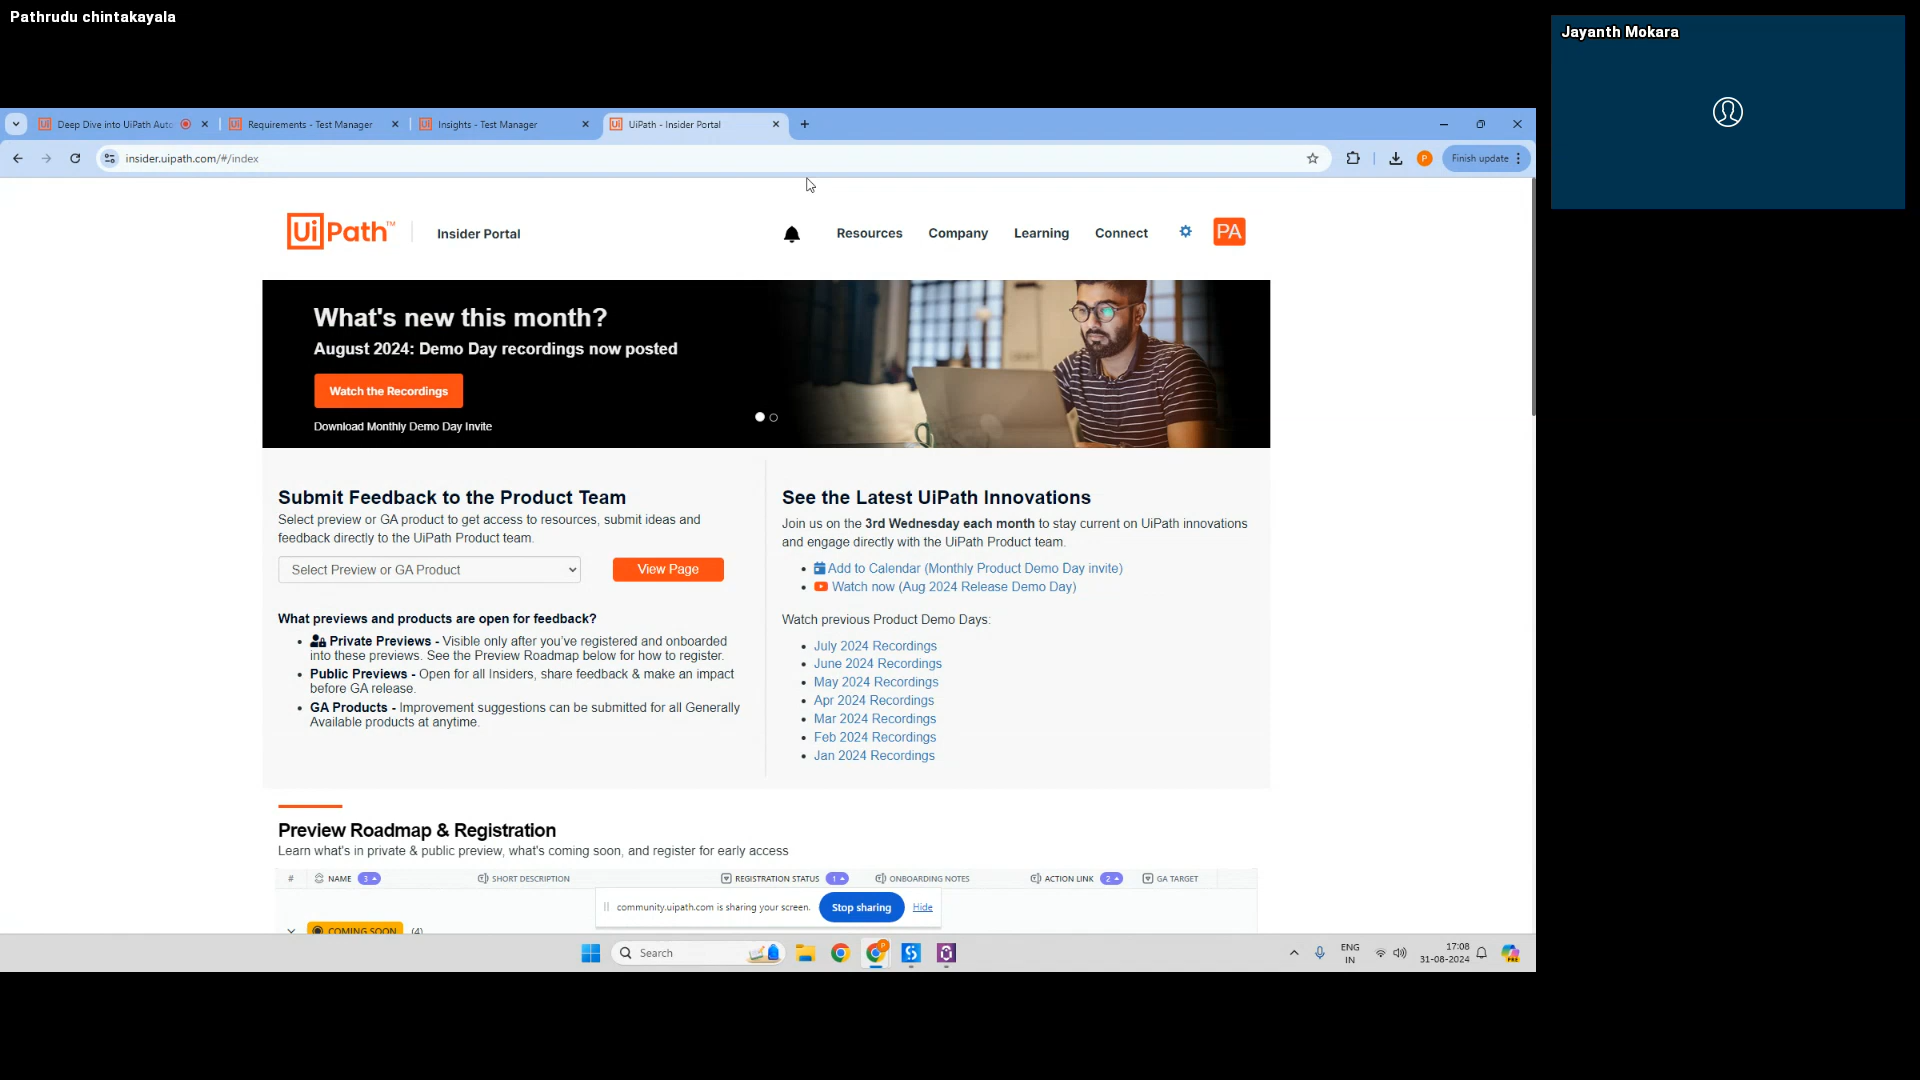 Pathrudu chintakayala
Jayanth Mokara
Deep Dive into UiPath Auto
Requirements - Test Manager
Insights - Test Manager
UiPath - Insider Portal
insider.uipath.com/#/index
P
Finish update
UiPath™
Insider Portal
Resources
Company
Learning
Connect
PA
What's new this month?
August 2024: Demo Day recordings now posted
Watch the Recordings
Download Monthly Demo Day Invite
Submit Feedback to the Product Team
Select preview or GA product to get access to resources, submit ideas and
feedback directly to the UiPath Product team.
Select Preview or GA Product
View Page
What previews and products are open for feedback?
Private Previews - Visible only after you've registered and onboarded
into these previews. See the Preview Roadmap below for how to register.
Public Previews - Open for all Insiders, share feedback & make an impact
before GA release.
GA Products - Improvement suggestions can be submitted for all Generally
Available products at anytime.
See the Latest UiPath Innovations
Join us on the 3rd Wednesday each month to stay current on UiPath innovations
and engage directly with the UiPath Product team.
Add to Calendar (Monthly Product Demo Day invite)
Watch now (Aug 2024 Release Demo Day)
Watch previous Product Demo Days:
July 2024 Recordings
June 2024 Recordings
May 2024 Recordings
Apr 2024 Recordings
Mar 2024 Recordings
Feb 2024 Recordings
Jan 2024 Recordings
Preview Roadmap & Registration
Learn what's in private & public preview, what's coming soon, and register for early access
# NAME 3 SHORT DESCRIPTION REGISTRATION STATUS 1 ONBOARDING NOTES ACTION LINK 2 GA TARGET
community.uipath.com is sharing your screen. Stop sharing Hide
COMING SOON (4)
Search
ENG
IN
17:08
31-08-2024